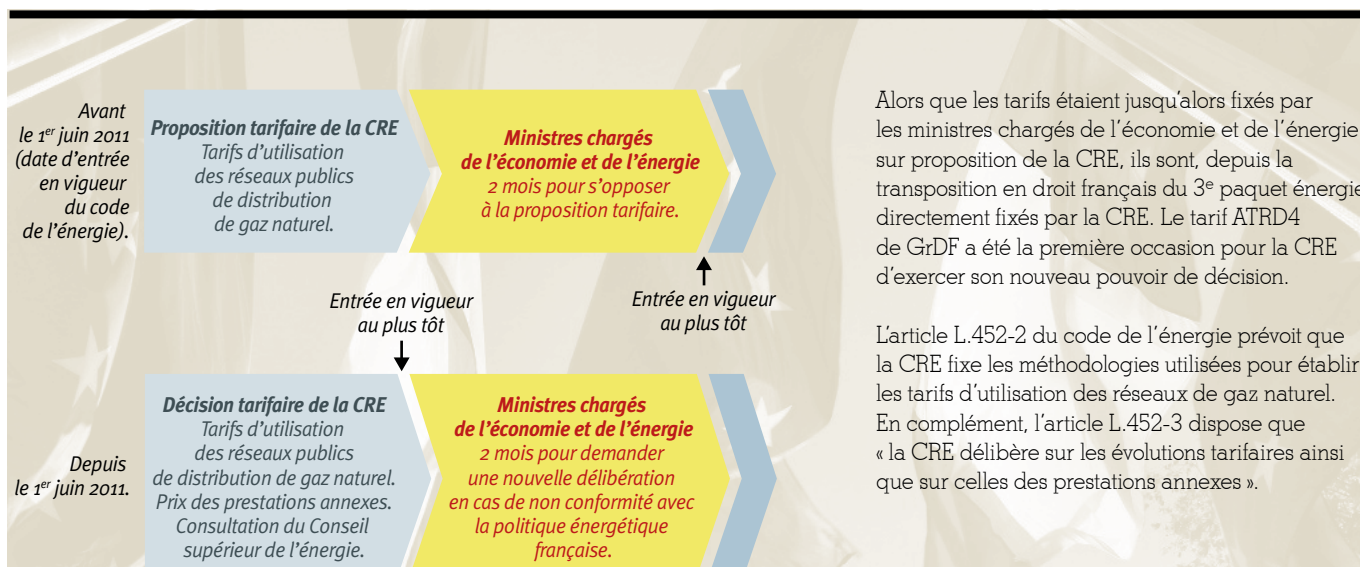 Avant
le 1er juin 2011
(date d'entrée
en vigueur
du code
de l'énergie).
Proposition tarifaire de la CRE
Tarifs d'utilisation
des réseaux publics
de distribution
de gaz naturel.
Ministres chargés
de l'économie et de l'énergie
2 mois pour s'opposer
à la proposition tarifaire.
Entrée en vigueur
au plus tôt
Entrée en vigueur
au plus tôt
Depuis
le 1er juin 2011.
Décision tarifaire de la CRE
Tarifs d'utilisation
des réseaux publics
de distribution de gaz naturel.
Prix des prestations annexes.
Consultation du Conseil
supérieur de l'énergie.
Ministres chargés
de l'économie et de l'énergie
2 mois pour demander
une nouvelle délibération
en cas de non conformité avec
la politique énergétique
française.
Alors que les tarifs étaient jusqu'alors fixés par
les ministres chargés de l'économie et de l'énergie
sur proposition de la CRE, ils sont, depuis la
transposition en droit français du 3e paquet énergie
directement fixés par la CRE. Le tarif ATRD4
de GrDF a été la première occasion pour la CRE
d'exercer son nouveau pouvoir de décision.
L'article L.452-2 du code de l'énergie prévoit que
la CRE fixe les méthodologies utilisées pour établir
les tarifs d'utilisation des réseaux de gaz naturel.
En complément, l'article L.452-3 dispose que
« la CRE délibère sur les évolutions tarifaires ainsi
que sur celles des prestations annexes ».